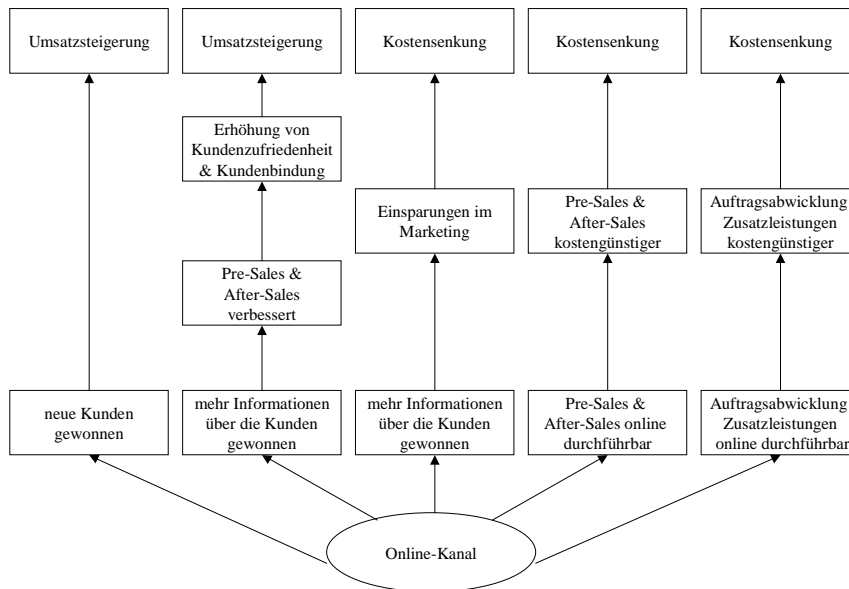 Umsatzsteigerung
Umsatzsteigerung
Kostensenkung
Kostensenkung
Kostensenkung
Erhöhung von
Kundenzufriedenheit
& Kundenbindung
Einsparungen im
Marketing
Pre-Sales &
After-Sales
kostengünstiger
Auftragsabwicklung
Zusatzleistungen
kostengünstiger
Pre-Sales &
After-Sales
verbessert
neue Kunden
gewonnen
mehr Informationen
über die Kunden
gewonnen
mehr Informationen
über die Kunden
gewonnen
Pre-Sales &
After-Sales online
durchführbar
Auftragsabwicklung
Zusatzleistungen
online durchführbar
Online-Kanal